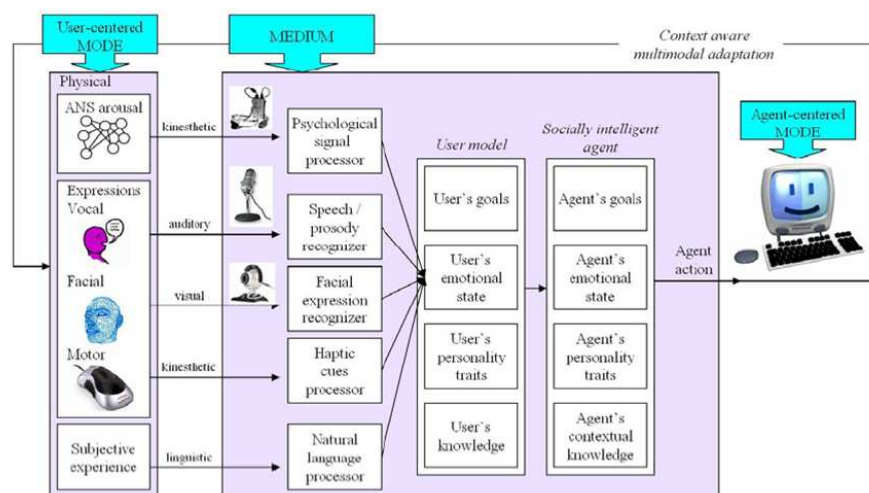 User-centered
MODE
MEDIUM
Context aware
multimodal adaptation
Physical
ANS arousal
kinesthetic
Psychological
signal
processor
User model
Socially intelligent
agent
Agent-centered
MODE
Expressions
Vocal
auditory
Speech /
prosody
recognizer
User`s goals
Agent`s goals
Facial
visual
Facial
expression
recognizer
User`s
emotional
state
Agent`s
emotional
state
Agent
action
Motor
kinesthetic
Haptic
cues
processor
User`s
personality
traits
Agent`s
personality
traits
Subjective
experience
linguistic
Natural
language
processor
User`s
knowledge
Agent`s
contextual
knowledge